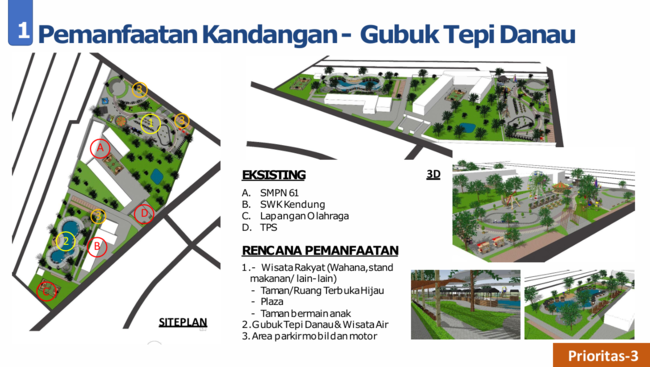 1 Pemanfaatan Kandangan - Gubuk Tepi Danau
3
1
3
A
D
3
2
B
C
SITEPLAN
EKSISTING
3D
A. SMPN 61
B. SWK Kendung
C. Lapangan Olahraga
D. TPS
RENCANA PEMANFAATAN
1.- Wisata Rakyat (Wahana,stand
makanan/ lain-lain)
- Taman/Ruang Terbuka Hijau
- Plaza
- Taman bermain anak
2. Gubuk Tepi Danau & Wisata Air
3. Area parkir mobil dan motor
Prioritas-3